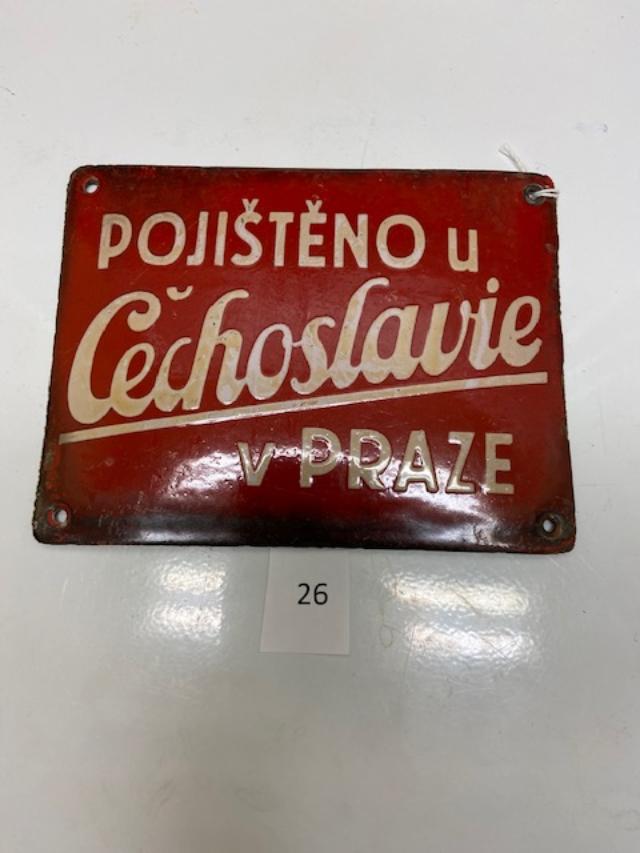 POJIŠTĚNO u
Čechoslavie
v PRAZE
26